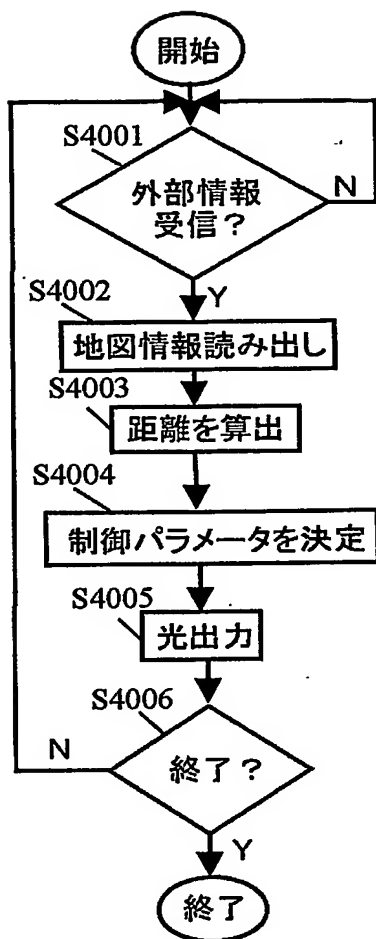 開始
S4001
外部情報
受信?
N
Y
S4002
地図情報読み出し
S4003
距離を算出
S4004
制御パラメータを決定
S4005
光出力
S4006
N
終了?
Y
終了